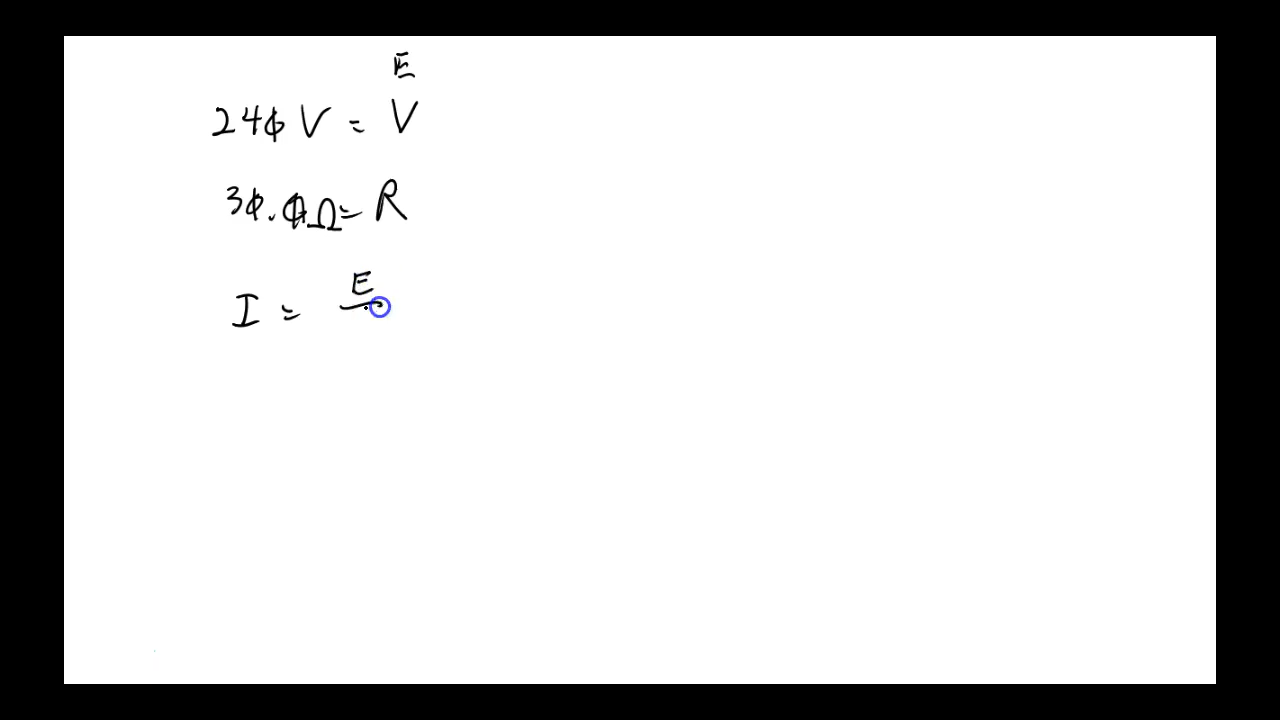 E
240 V = V
30.0 Ω = R
I = E